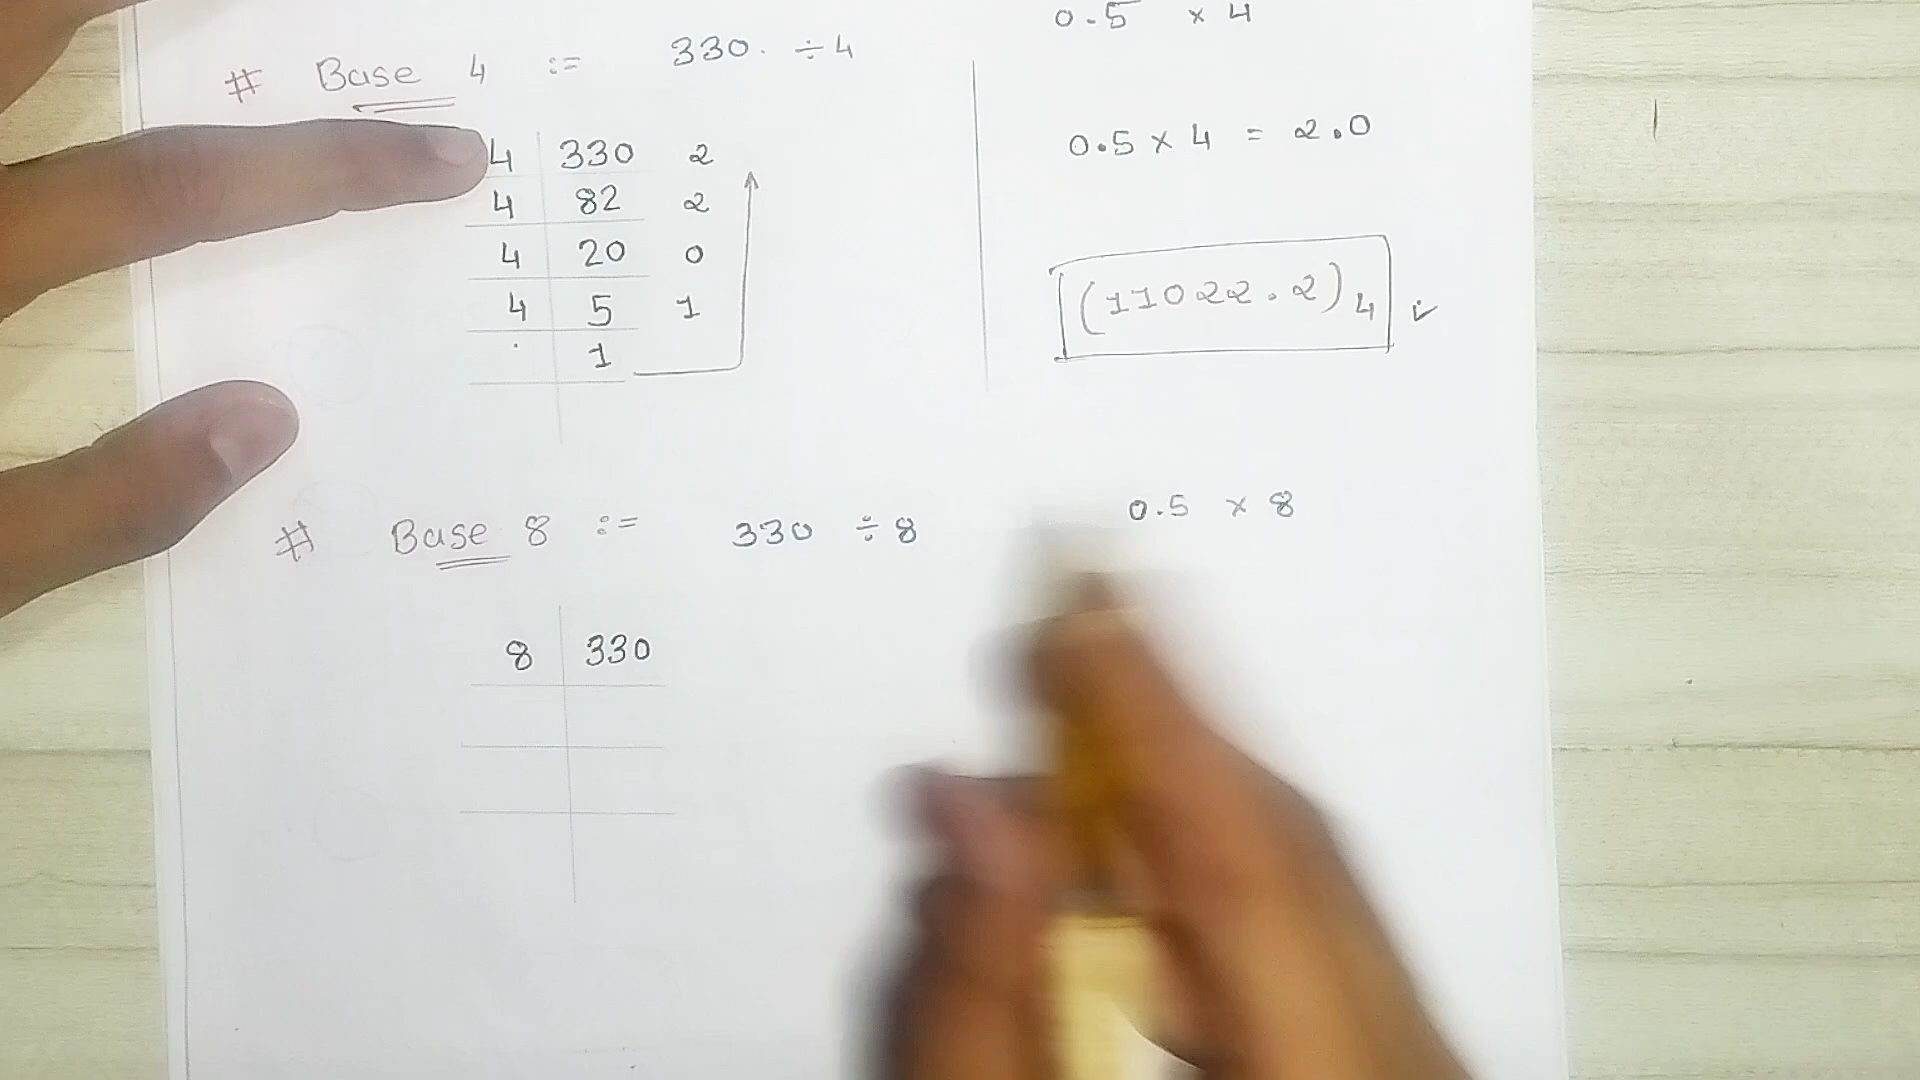 0.5 × 4
# Base 4 := 330. ÷4
0.5 × 4 = 2.0
4 330 2
4 82 2
4 20 0
4 5 1
1
(11022.2)4
# Base 8 := 330 ÷ 8
0.5 × 8
8 330